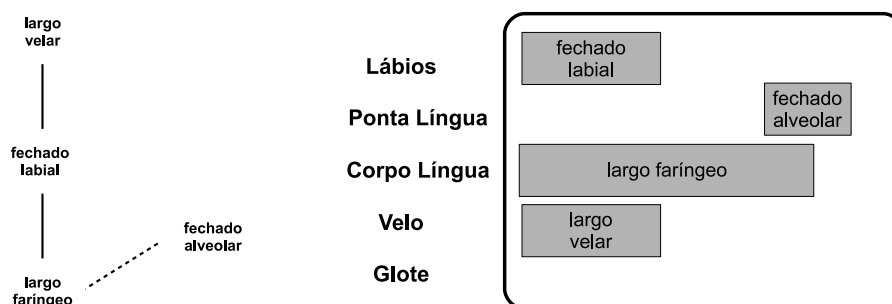 largo
velar
fechado
labial
largo
faríngeo
fechado
alveolar
Lábios
fechado
labial
Ponta Língua
fechado
alveolar
Corpo Língua
largo faríngeo
Velo
largo
velar
Glote